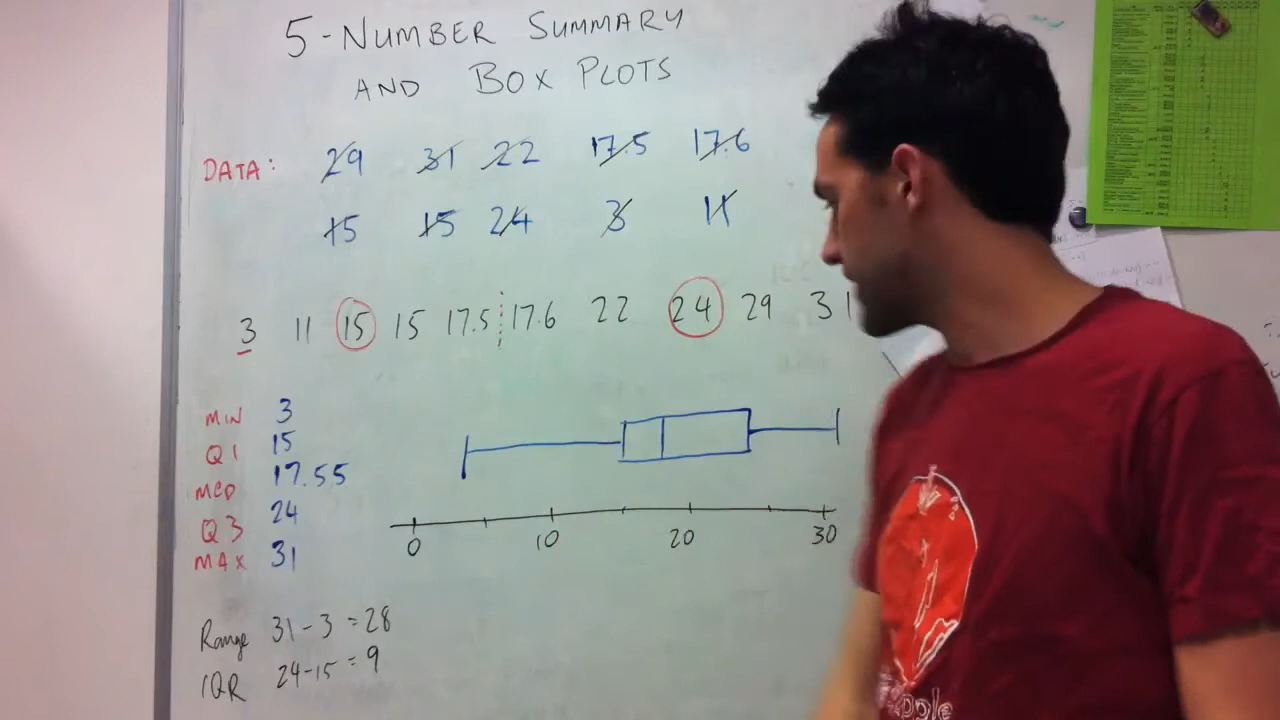 5-NUMBER SUMMARY
AND BOX PLOTS
DATA: 29 31 22 17.5 17.6
15 15 24 3 11
3 11 15 15 17.5 17.6 22 24 29 31
MIN 3
Q1 15
MED 17.55
Q3 24
MAX 31
0 10 20 30
Range 31-3=28
IQR 24-15=9